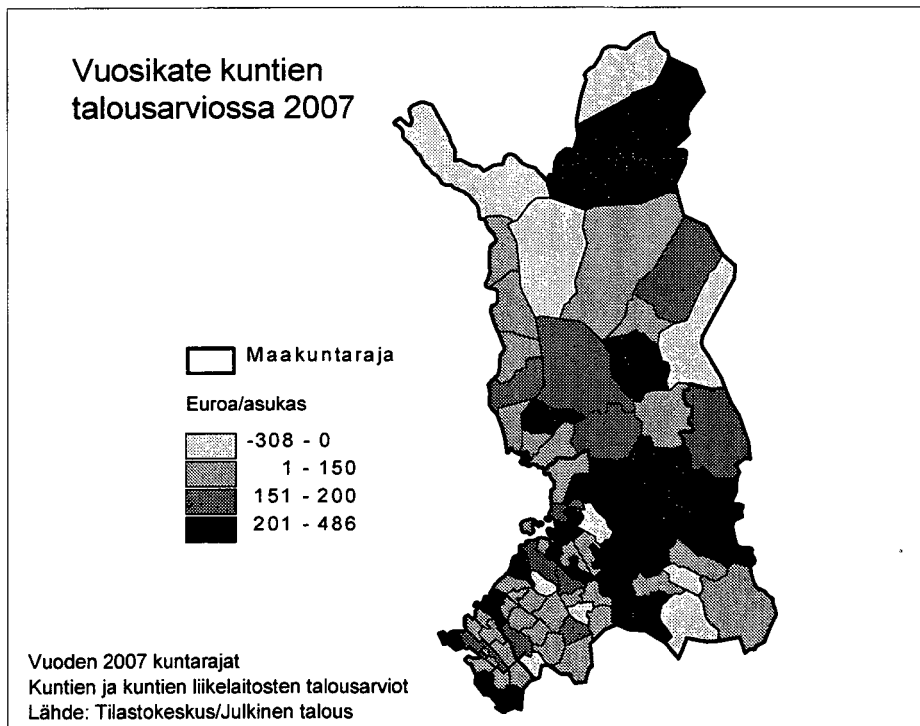 Vuosikate kuntien
talousarviossa 2007
Maakuntaraja
Euroa/asukas
-308 - 0
1 - 150
151 - 200
201 - 486
Vuoden 2007 kuntarajat
Kuntien ja kuntien liikelaitosten talousarviot
Lähde: Tilastokeskus/Julkinen talous